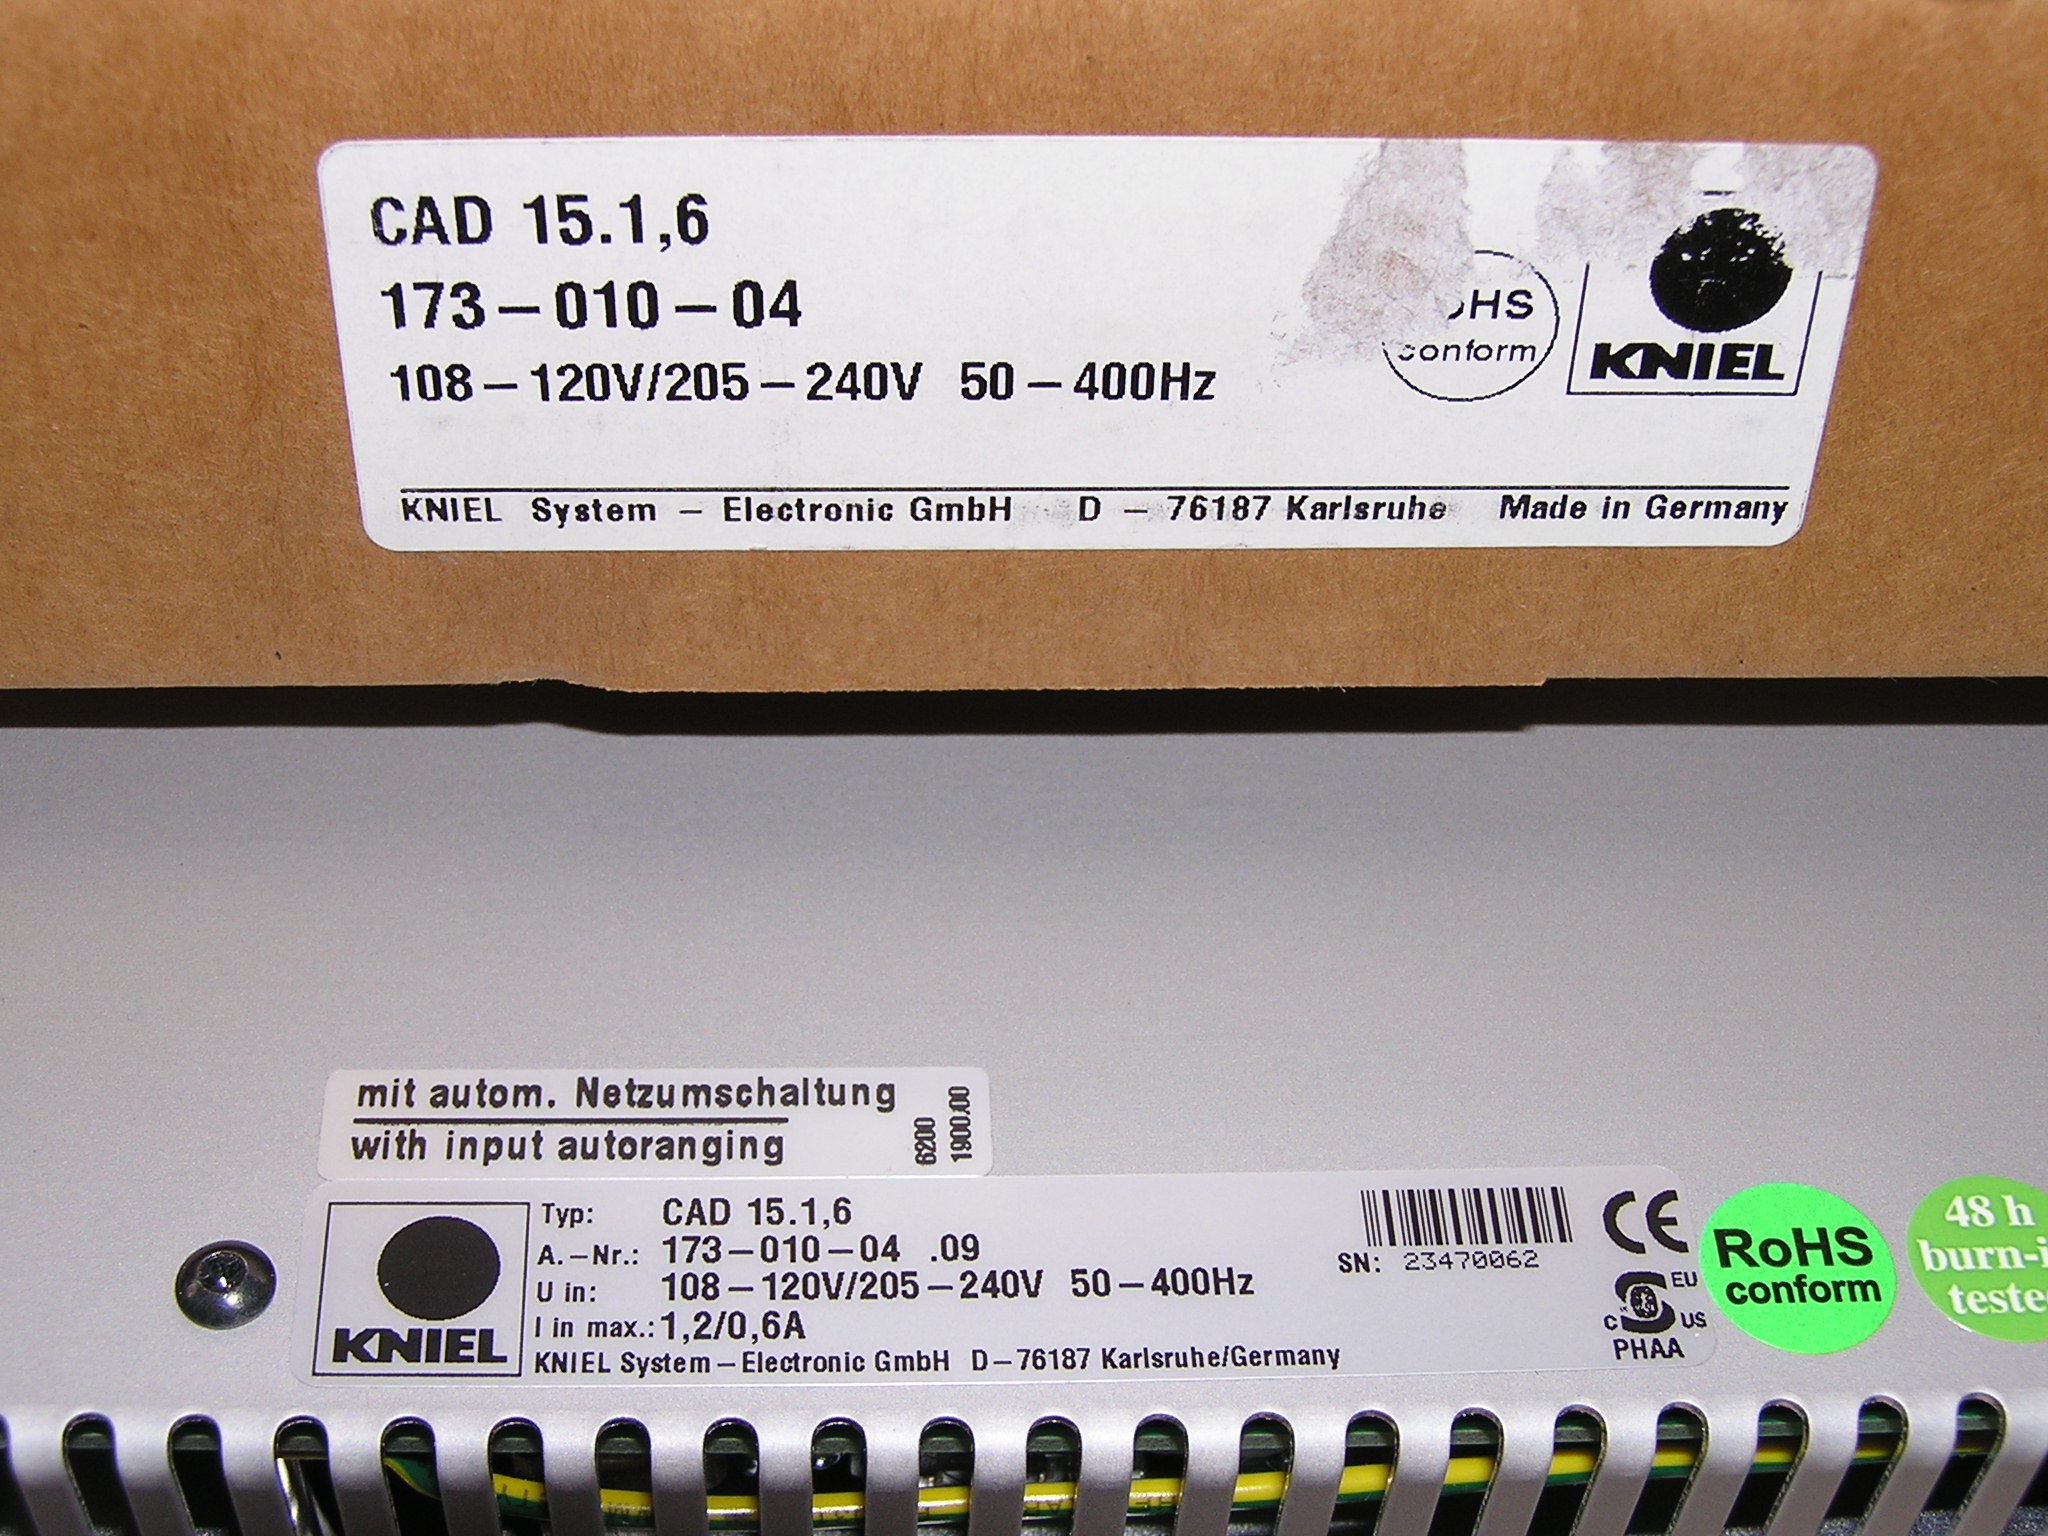 CAD 15.1,6
173-010-04
108-120V/205-240V 50-400Hz
conform
KNIEL
KNIEL System - Electronic GmbH D - 76187 Karlsruhe Made in Germany
mit autom. Netzumschaltung
with input autoranging
6200
1900.00
KNIEL
Typ: CAD 15.1,6
A.-Nr.: 173-010-04 .09
U in: 108-120V/205-240V 50-400Hz
I in max.: 1,2/0,6A
KNIEL System-Electronic GmbH D-76187 Karlsruhe/Germany
SN: 23470062
CE
EU
C US
PHAA
RoHS
conform
48 h